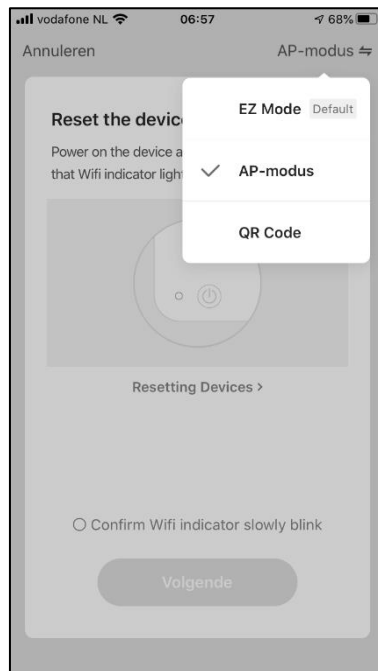 vodafone NL 06:57 68%
Annuleren AP-modus
Reset the devic
Power on the device a
that Wifi indicator ligh
EZ Mode Default
AP-modus
QR Code
Resetting Devices >
Confirm Wifi indicator slowly blink
Volgende